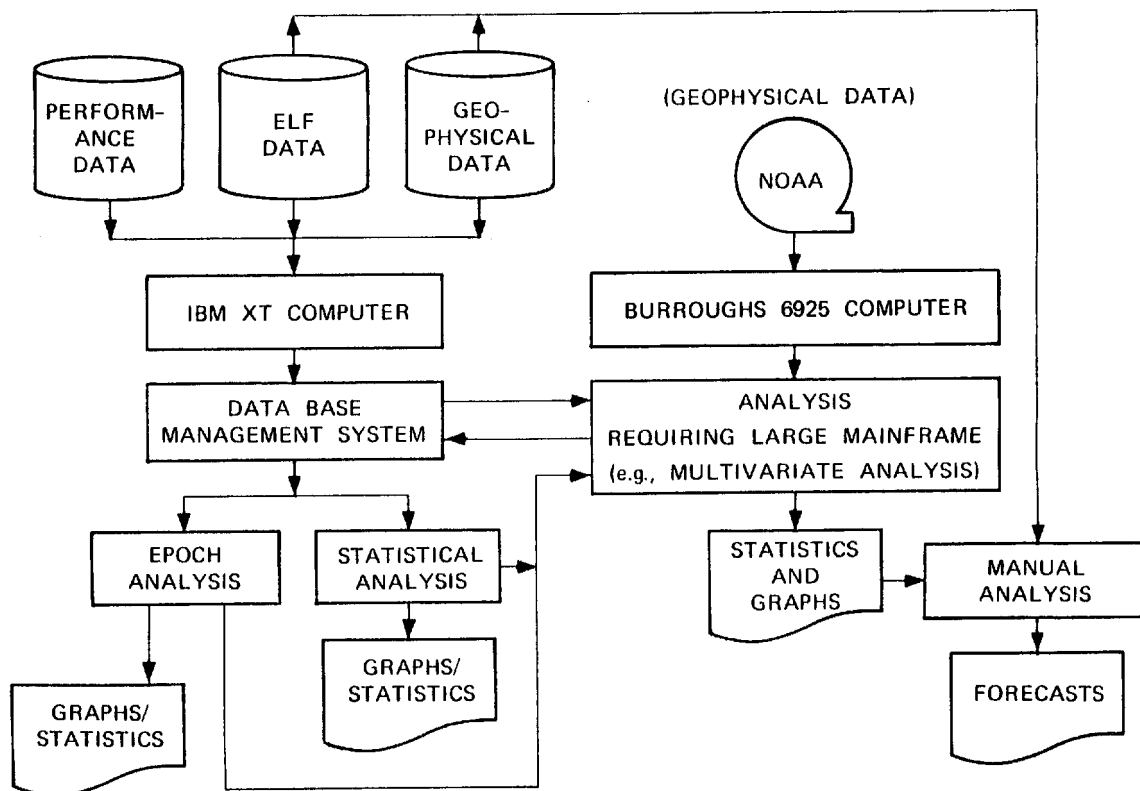 PERFORM-
ANCE
DATA
ELF
DATA
GEO-
PHYSICAL
DATA
(GEOPHYSICAL DATA)
NOAA
IBM XT COMPUTER
BURROUGHS 6925 COMPUTER
DATA BASE
MANAGEMENT SYSTEM
ANALYSIS
REQUIRING LARGE MAINFRAME
(e.g., MULTIVARIATE ANALYSIS)
EPOCH
ANALYSIS
STATISTICAL
ANALYSIS
STATISTICS
AND
GRAPHS
MANUAL
ANALYSIS
GRAPHS/
STATISTICS
GRAPHS/
STATISTICS
FORECASTS